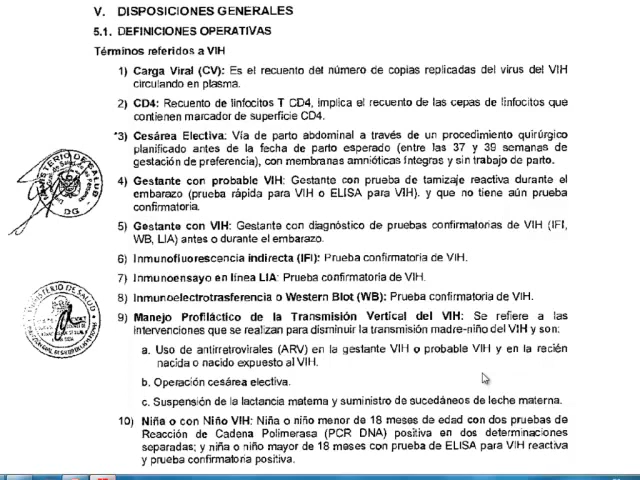 V. DISPOSICIONES GENERALES
5.1. DEFINICIONES OPERATIVAS
Términos referidos a VIH
1) Carga Viral (CV): Es el recuento del número de copias replicadas del virus del VIH
circulando en plasma.
2) CD4: Recuento de linfocitos T CD4, implica el recuento de las cepas de linfocitos que
contienen marcador de superficie CD4.
*3) Cesárea Electiva: Vía de parto abdominal a través de un procedimiento quirúrgico
planificado antes de la fecha de parto esperado (entre las 37 y 39 semanas de
gestación de preferencia), con membranas amnióticas íntegras y sin trabajo de parto.
4) Gestante con probable VIH: Gestante con prueba de tamizaje reactiva durante el
embarazo (prueba rápida para VIH o ELISA para VIH). y que no tiene aún prueba
confirmatoria.
5) Gestante con VIH: Gestante con diagnóstico de pruebas confirmatorias de VIH (IFI,
WB, LIA) antes o durante el embarazo.
6) Inmunofluorescencia indirecta (IFI): Prueba confirmatoria de VIH.
7) Inmunoensayo en línea LIA: Prueba confirmatoria de VIH.
8) Inmunoelectrotrasferencia o Western Blot (WB): Prueba confirmatoria de VIH.
9) Manejo Profiláctico de la Transmisión Vertical del VIH: Se refiere a las
intervenciones que se realizan para disminuir la transmisión madre-niño del VIH y son:
a. Uso de antirretrovirales (ARV) en la gestante VIH o probable VIH y en la recién
nacida o nacido expuesto al VIH.
b. Operación cesárea electiva.
c. Suspensión de la lactancia materna y suministro de sucedáneos de leche materna.
10) Niña o con Niño VIH: Niña o niño menor de 18 meses de edad con dos pruebas de
Reacción de Cadena Polimerasa (PCR DNA) positiva en dos determinaciones
separadas; y niña o niño mayor de 18 meses con prueba de ELISA para VIH reactiva
y prueba confirmatoria positiva.
MINISTERIO DE SALUD
DG
MINISTERIO DE SALUD